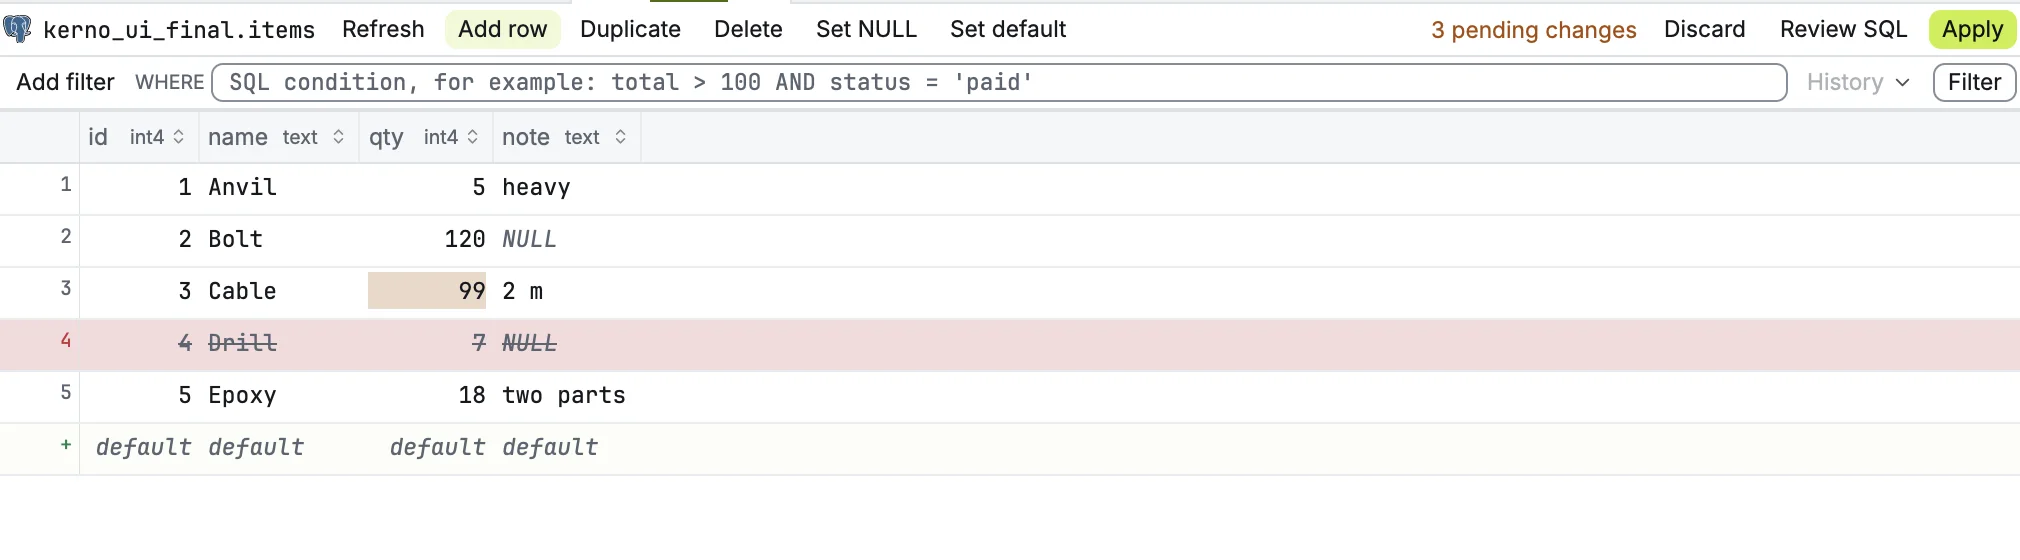 kerno_ui_final.items Refresh Add row Duplicate Delete Set NULL Set default 3 pending changes Discard Review SQL Apply
Add filter WHERE SQL condition, for example: total > 100 AND status = 'paid' History Filter
id int4 name text qty int4 note text
1 1 Anvil 5 heavy
2 2 Bolt 120 NULL
3 3 Cable 99 2 m
4 4 Drill 7 NULL
5 5 Epoxy 18 two parts
+ default default default default